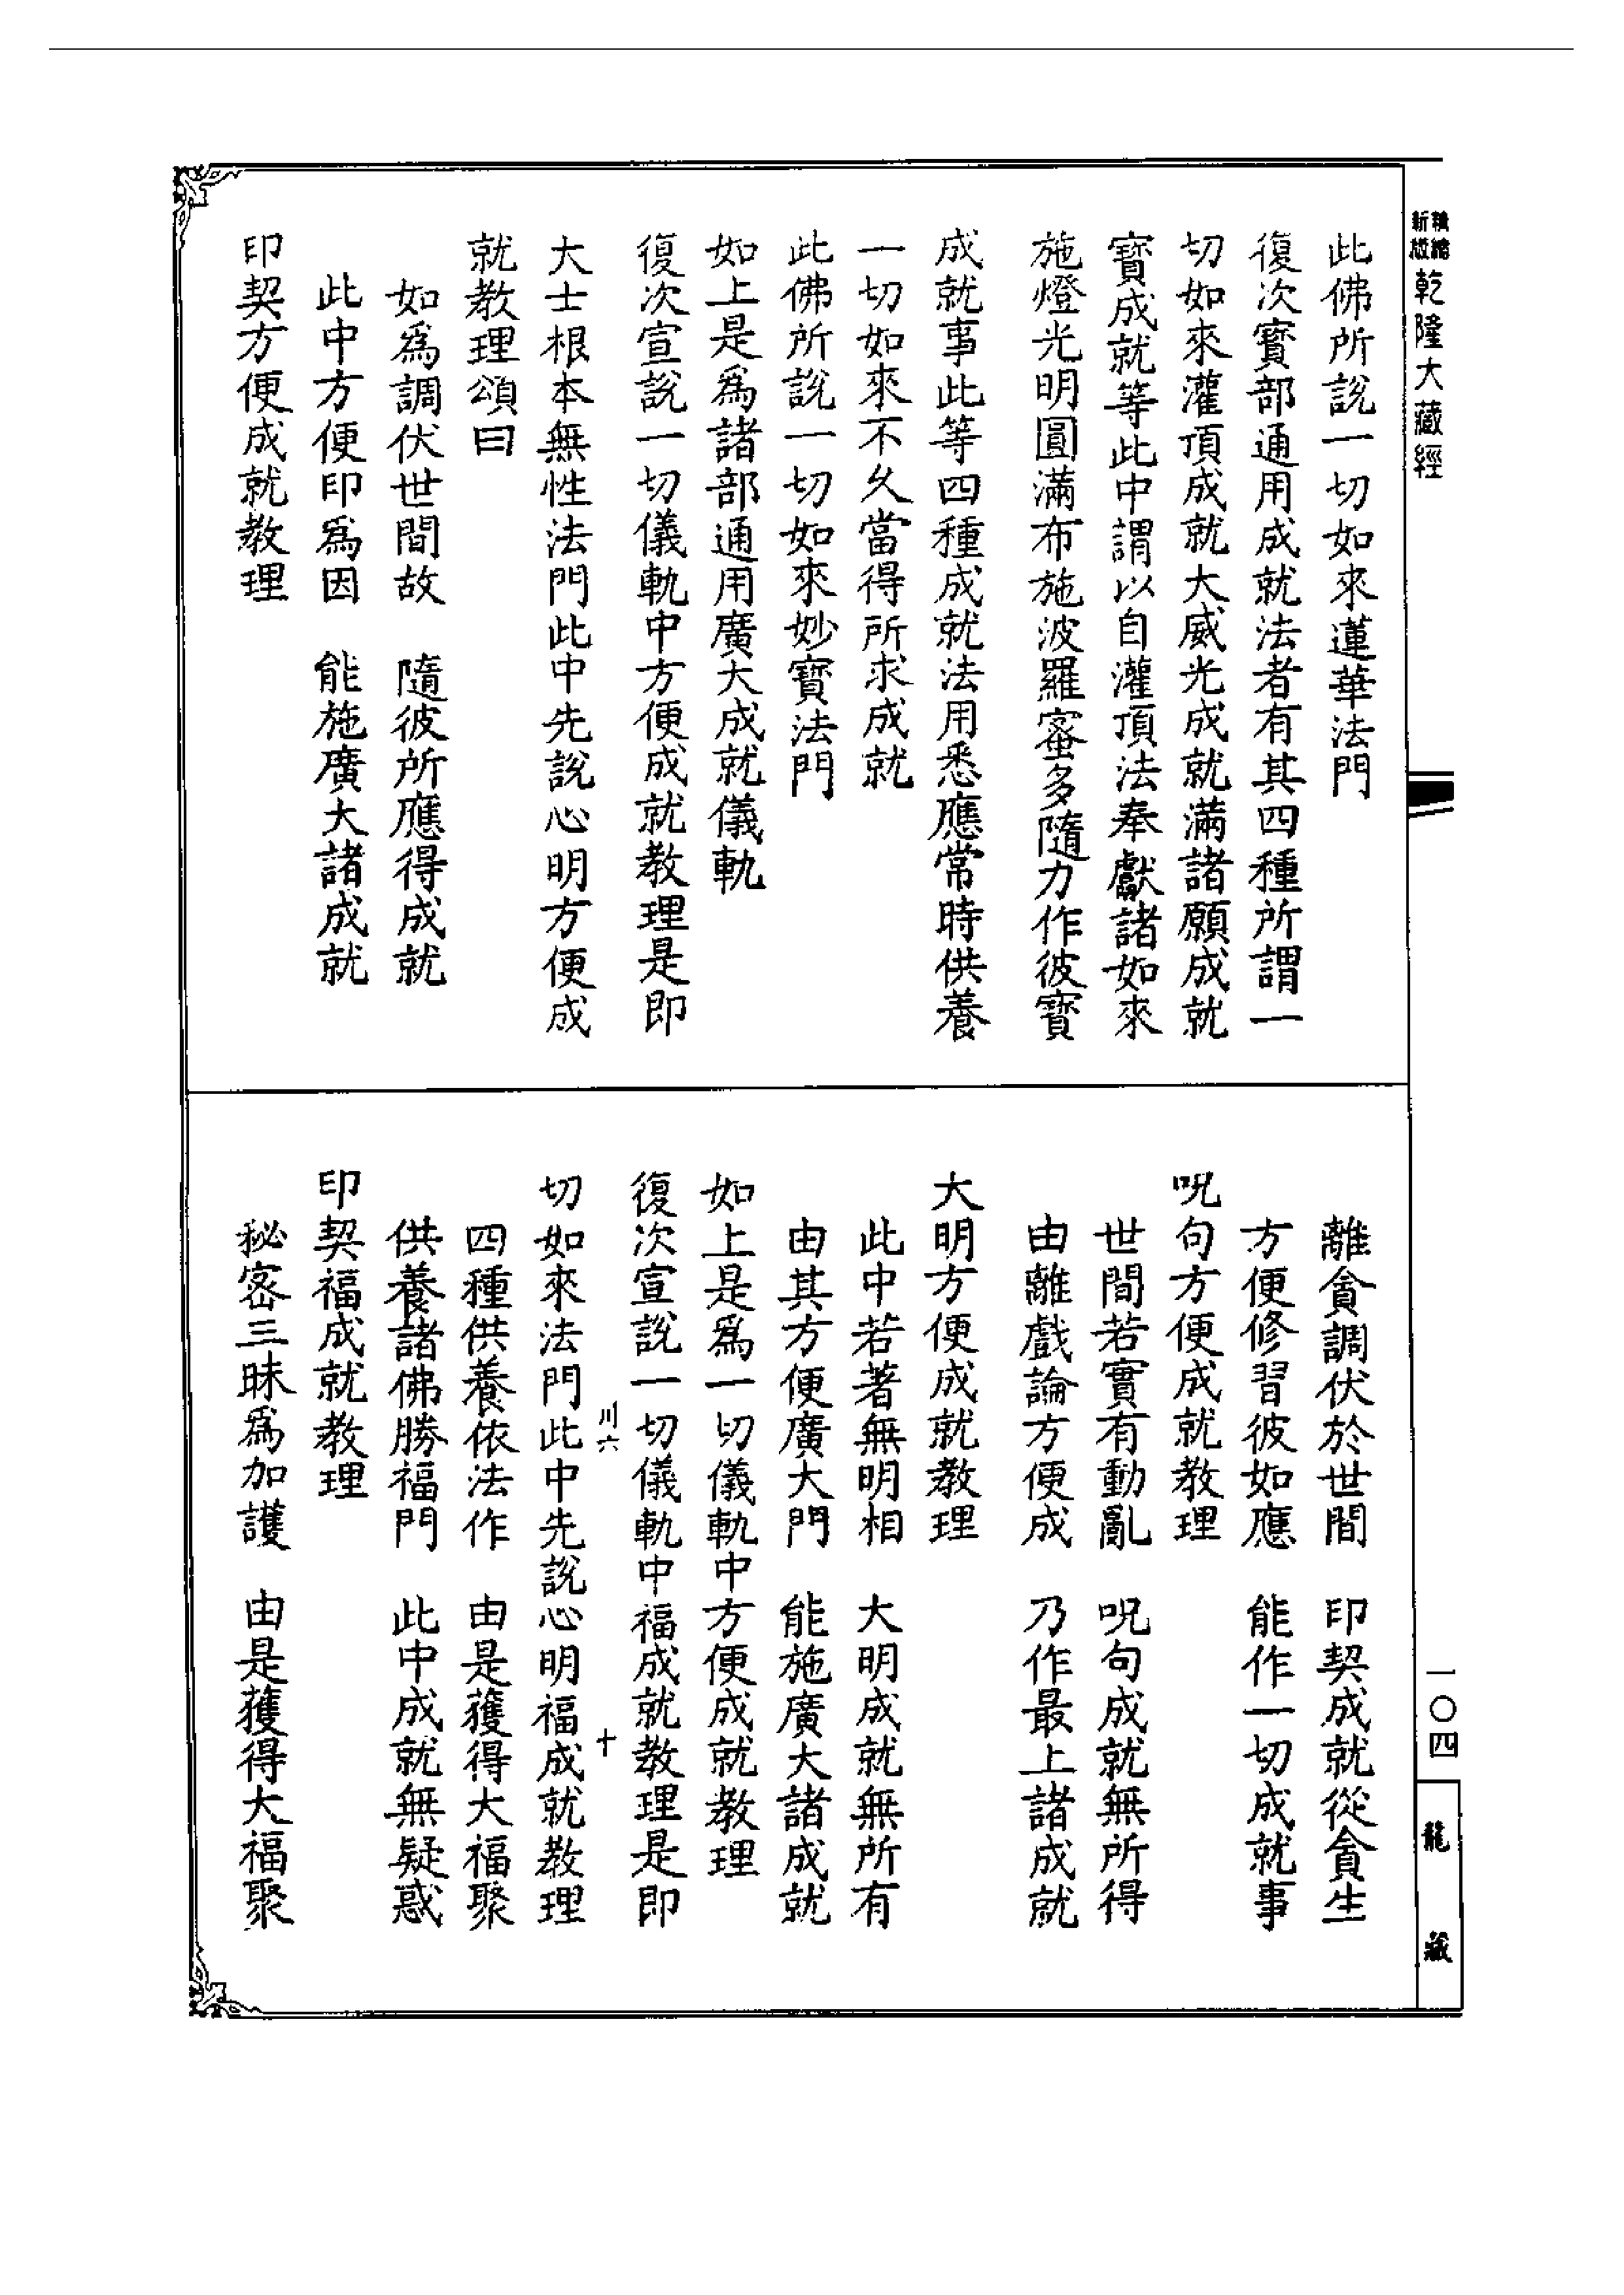 新版精縮乾隆大藏經
此佛所說一切如來蓮華法門
復次寶部通用成就法者有其四種所謂一
切如來灌頂成就大威光成就滿諸願成就
寶成就等此中謂以自灌頂法奉獻諸如來
施燈光明圓滿布施波羅蜜多隨力作彼寶
成就事此等四種成就法用悉應常時供養
一切如來不久當得所求成就
此佛所說一切如來妙寶法門
如上是為諸部通用廣大成就儀軌
復次宣說一切儀軌中方便成就教理是即
大士根本無性法門此中先說心明方便成
就教理頌曰
如為調伏世間故　隨彼所應得成就
此中方便印為因　能施廣大諸成就
印契方便成就教理
離貪調伏於世間　印契成就從貪生
方便修習彼如應　能作一切成就事
呪句方便成就教理
世間若實有動亂　呪句成就無所得
由離戲論方便成　乃作最上諸成就
大明方便成就教理
此中若著無明相　大明成就無所有
由其方便廣大門　能施廣大諸成就
如上是為一切儀軌中方便成就教理
復次宣說一切儀軌中福成就教理是即
川六　十
切如來法門此中先說心明福成就教理
四種供養依法作　由是獲得大福聚
供養諸佛勝福門　此中成就無疑惑
印契福成就教理
秘密三昧為加護　由是獲得大福聚
一〇四
龍藏